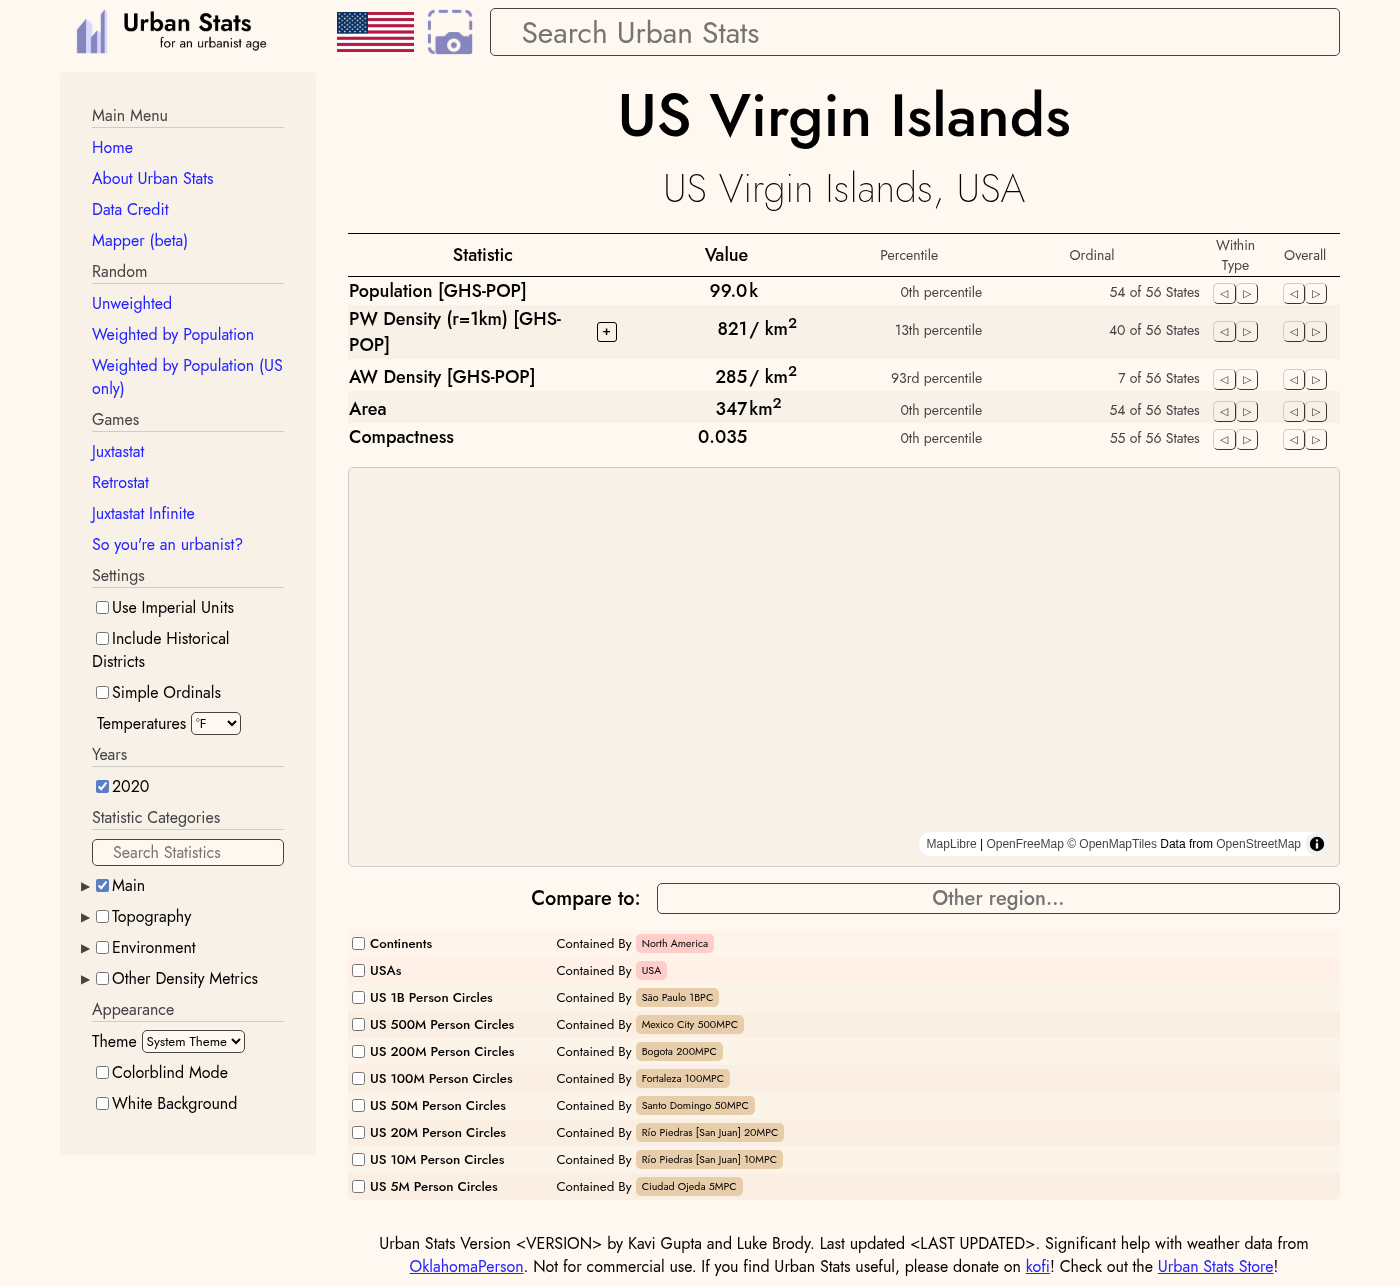 Urban Stats
for an urbanist age
Search Urban Stats
Main Menu
Home
About Urban Stats
Data Credit
Mapper (beta)
Random
Unweighted
Weighted by Population
Weighted by Population (US
only)
Games
Juxtastat
Retrostat
Juxtastat Infinite
So you're an urbanist?
Settings
Use Imperial Units
Include Historical
Districts
Simple Ordinals
Temperatures °F
Years
2020
Statistic Categories
Search Statistics
Main
Topography
Environment
Other Density Metrics
Appearance
Theme System Theme
Colorblind Mode
White Background
US Virgin Islands
US Virgin Islands, USA
Statistic Value Percentile Ordinal Within Type Overall
Population [GHS-POP] 99.0k 0th percentile 54 of 56 States
PW Density (r=1km) [GHS-
POP] + 821/ km2 13th percentile 40 of 56 States
AW Density [GHS-POP] 285/ km2 93rd percentile 7 of 56 States
Area 347km2 0th percentile 54 of 56 States
Compactness 0.035 0th percentile 55 of 56 States
MapLibre | OpenFreeMap © OpenMapTiles Data from OpenStreetMap
Compare to: Other region...
Continents Contained By North America
USAs Contained By USA
US 1B Person Circles Contained By São Paulo 1BPC
US 500M Person Circles Contained By Mexico City 500MPC
US 200M Person Circles Contained By Bogota 200MPC
US 100M Person Circles Contained By Fortaleza 100MPC
US 50M Person Circles Contained By Santo Domingo 50MPC
US 20M Person Circles Contained By Río Piedras [San Juan] 20MPC
US 10M Person Circles Contained By Río Piedras [San Juan] 10MPC
US 5M Person Circles Contained By Ciudad Ojeda 5MPC
Urban Stats Version <VERSION> by Kavi Gupta and Luke Brody. Last updated <LAST UPDATED>. Significant help with weather data from
OklahomaPerson. Not for commercial use. If you find Urban Stats useful, please donate on kofi! Check out the Urban Stats Store!